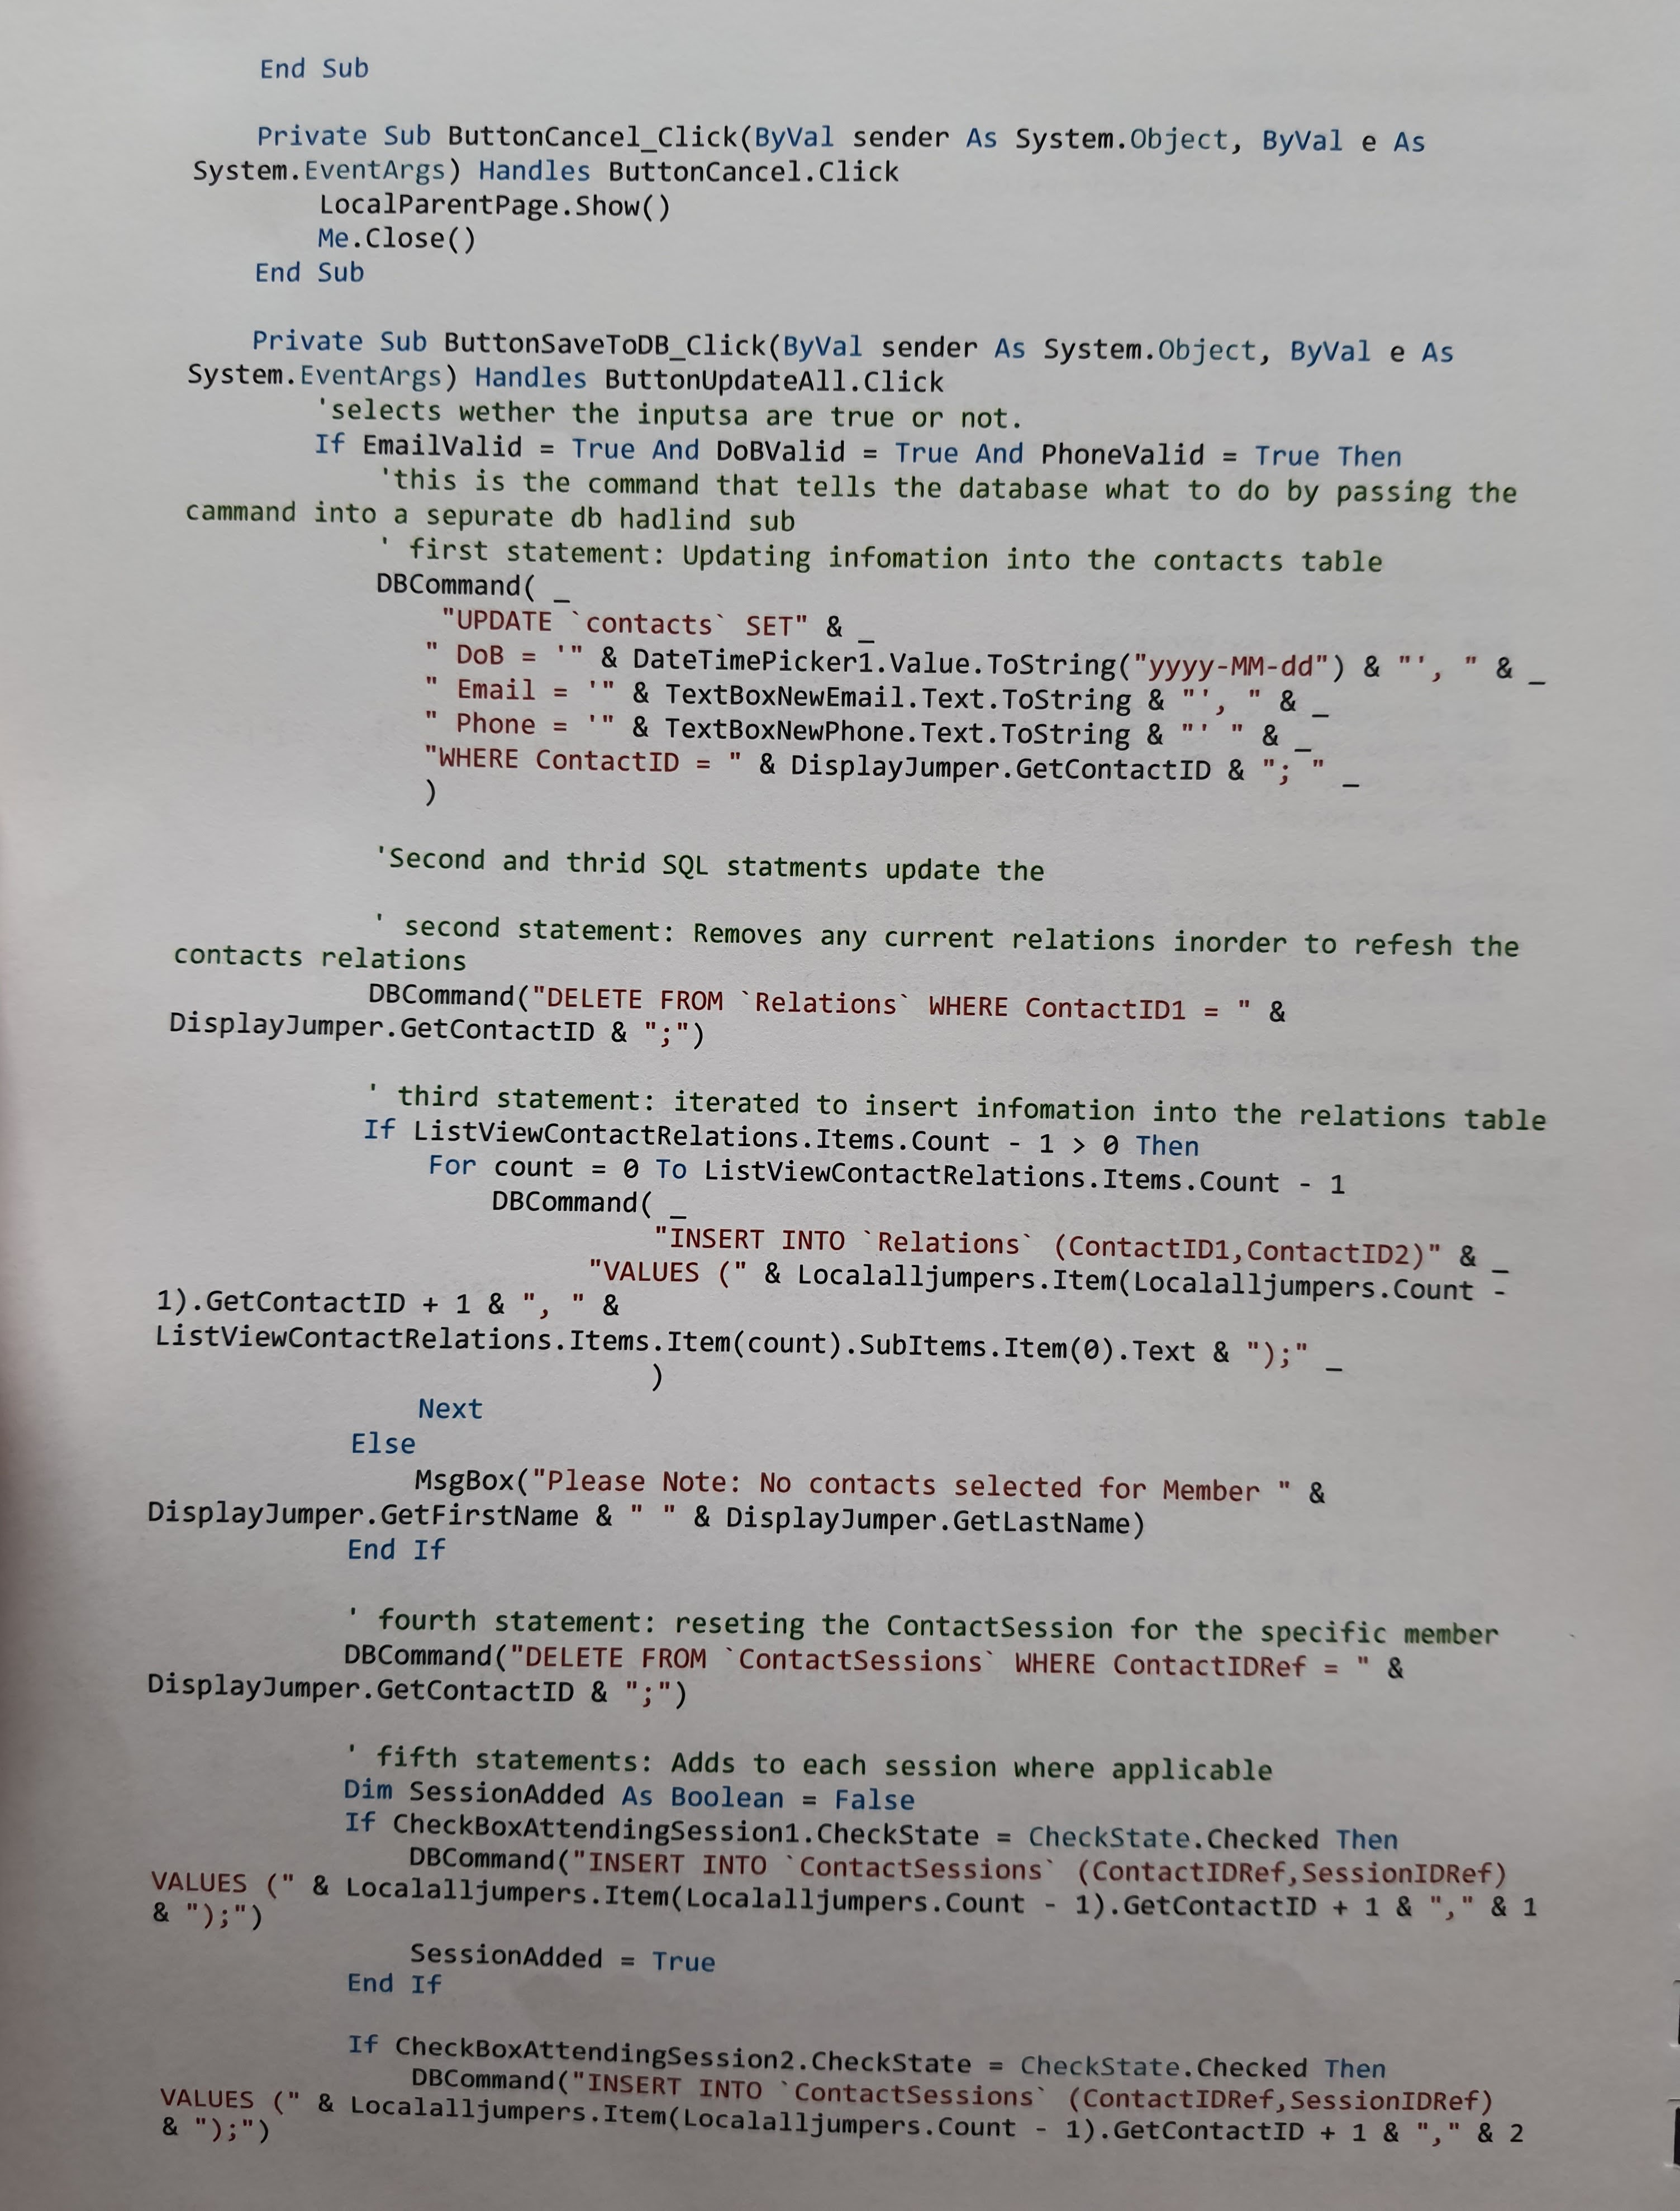 End Sub
Private Sub ButtonCancel_Click(ByVal sender As System.Object, ByVal e As
System.EventArgs) Handles ButtonCancel.Click
LocalParentPage.Show()
Me.Close()
End Sub
Private Sub ButtonSaveToDB_Click(ByVal sender As System.Object, ByVal e As
System.EventArgs) Handles ButtonUpdateAll.Click
'selects wether the inputsa are true or not.
If EmailValid = True And DoBValid = True And PhoneValid = True Then
'this is the command that tells the database what to do by passing the
cammand into a sepurate db hadlind sub
' first statement: Updating infomation into the contacts table
DBCommand( _
"UPDATE `contacts` SET" & _
" DoB = '" & DateTimePicker1.Value.ToString("yyyy-MM-dd") & "', " & _
" Email = '" & TextBoxNewEmail.Text.ToString & "', " & _
" Phone = '" & TextBoxNewPhone.Text.ToString & "' " & _
"WHERE ContactID = " & DisplayJumper.GetContactID & "; " _
)
'Second and thrid SQL statments update the
' second statement: Removes any current relations inorder to refesh the
contacts relations
DBCommand("DELETE FROM `Relations` WHERE ContactID1 = " &
DisplayJumper.GetContactID & ";")
' third statement: iterated to insert infomation into the relations table
If ListViewContactRelations.Items.Count - 1 > 0 Then
For count = 0 To ListViewContactRelations.Items.Count - 1
DBCommand( _
"INSERT INTO `Relations` (ContactID1,ContactID2)" & _
"VALUES (" & Localalljumpers.Item(Localalljumpers.Count -
1).GetContactID + 1 & ", " &
ListViewContactRelations.Items.Item(count).SubItems.Item(0).Text & ");" _
)
Next
Else
MsgBox("Please Note: No contacts selected for Member " &
DisplayJumper.GetFirstName & " " & DisplayJumper.GetLastName)
End If
' fourth statement: reseting the ContactSession for the specific member
DBCommand("DELETE FROM `ContactSessions` WHERE ContactIDRef = " &
DisplayJumper.GetContactID & ";")
' fifth statements: Adds to each session where applicable
Dim SessionAdded As Boolean = False
If CheckBoxAttendingSession1.CheckState = CheckState.Checked Then
DBCommand("INSERT INTO `ContactSessions` (ContactIDRef,SessionIDRef)
VALUES (" & Localalljumpers.Item(Localalljumpers.Count - 1).GetContactID + 1 & "," & 1
& ");")
SessionAdded = True
End If
If CheckBoxAttendingSession2.CheckState = CheckState.Checked Then
DBCommand("INSERT INTO `ContactSessions` (ContactIDRef,SessionIDRef)
VALUES (" & Localalljumpers.Item(Localalljumpers.Count - 1).GetContactID + 1 & "," & 2
& ");")